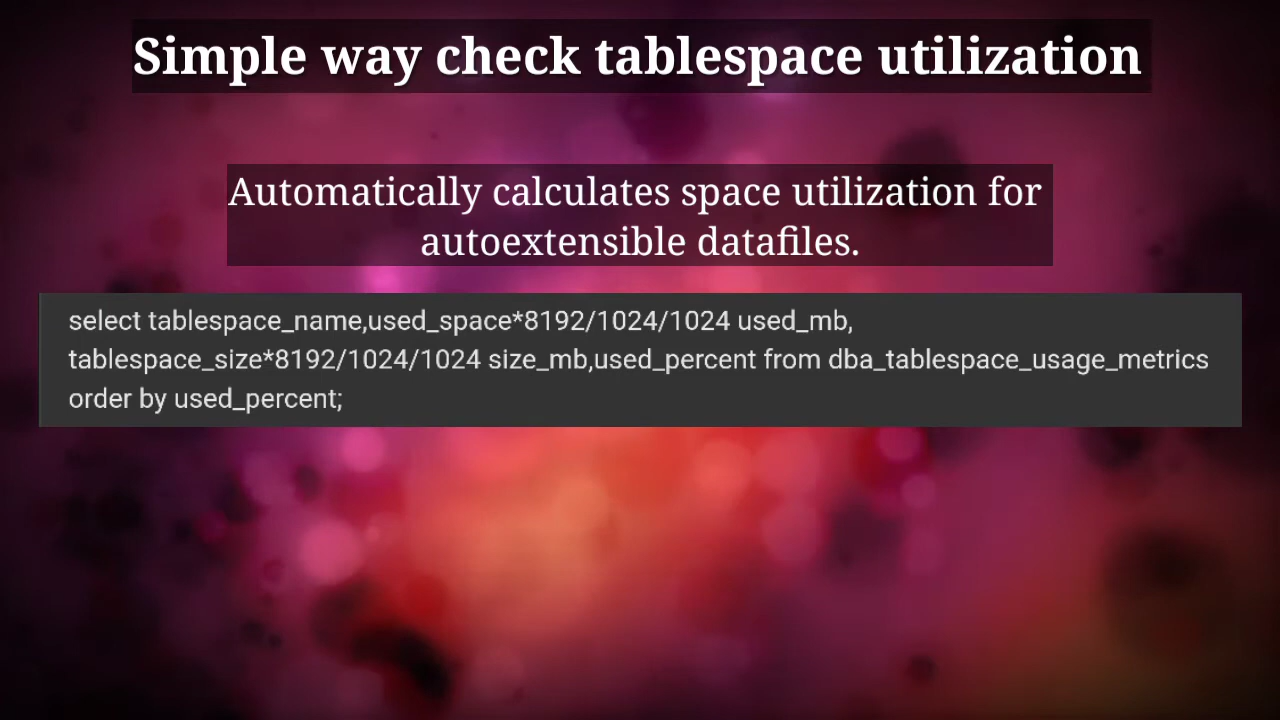 Simple way check tablespace utilization
Automatically calculates space utilization for
autoextensible datafiles.
select tablespace_name,used_space*8192/1024/1024 used_mb,
tablespace_size*8192/1024/1024 size_mb,used_percent from dba_tablespace_usage_metrics
order by used_percent;